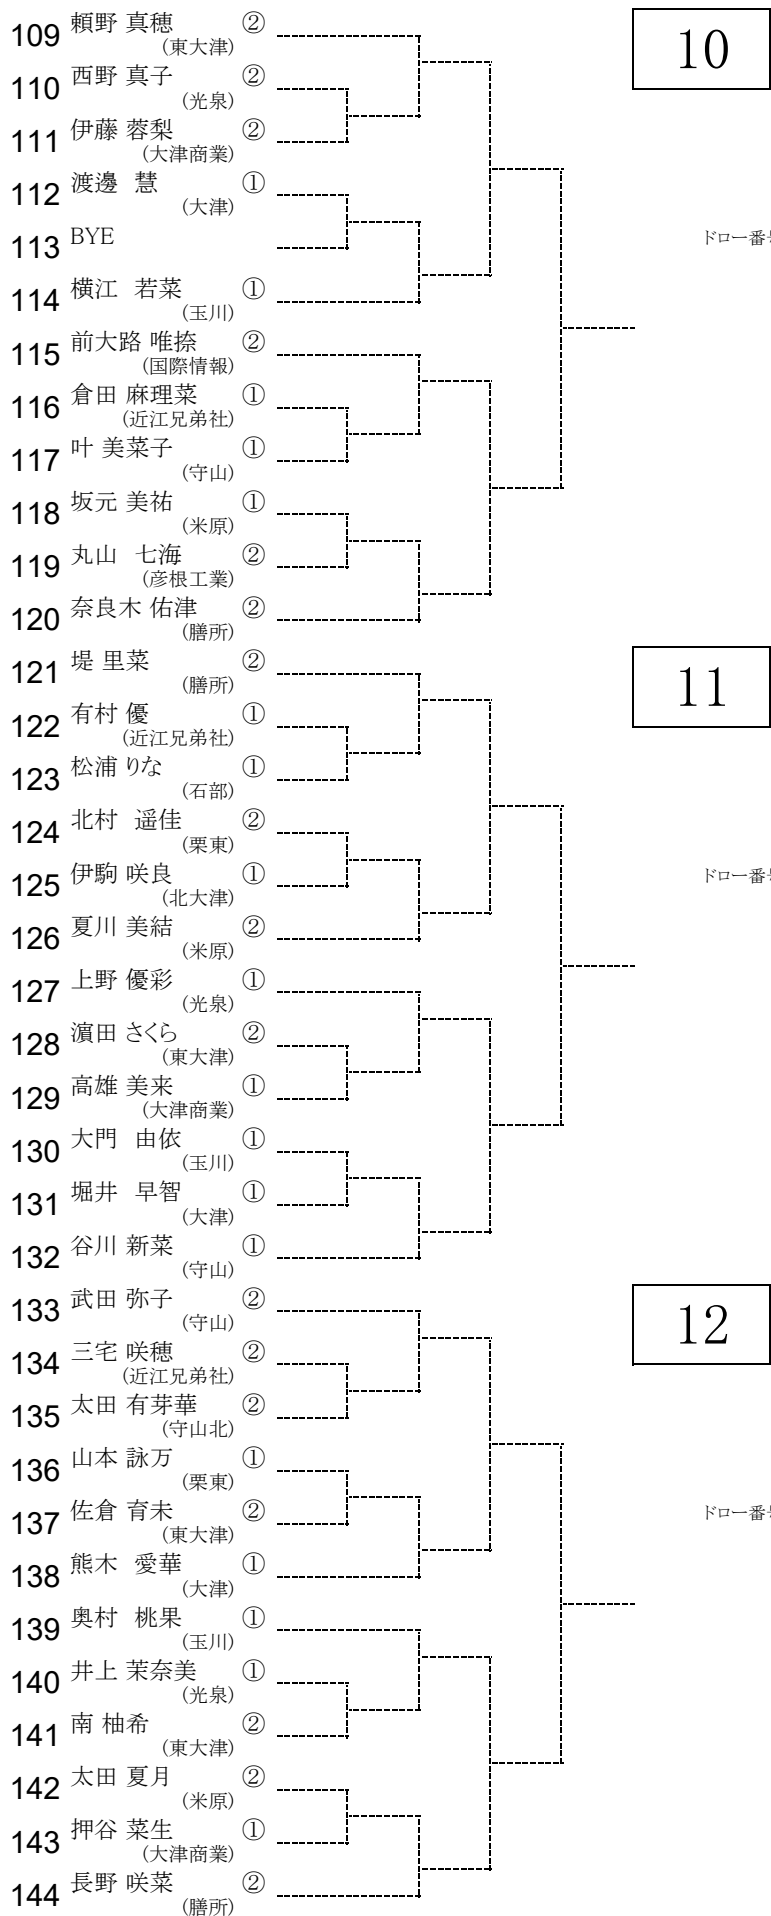 109 頼野 真穂 ②
(東大津)
10
110 西野 真子 ②
(光泉)
111 伊藤 蓉梨 ②
(大津商業)
112 渡邊 慧 ①
(大津)
113 BYE
ドロー番号
114 横江 若菜 ①
(玉川)
115 前大路 唯捺 ②
(国際情報)
116 倉田 麻理菜 ①
(近江兄弟社)
117 叶 美菜子 ①
(守山)
118 坂元 美祐 ①
(米原)
119 丸山 七海 ②
(彦根工業)
120 奈良木 佑津 ②
(膳所)
121 堤 里菜 ②
(膳所)
11
122 有村 優 ①
(近江兄弟社)
123 松浦 りな ①
(石部)
124 北村 遥佳 ②
(栗東)
125 伊駒 咲良 ①
(北大津)
ドロー番号
126 夏川 美結 ②
(米原)
127 上野 優彩 ①
(光泉)
128 濵田 さくら ②
(東大津)
129 高雄 美来 ①
(大津商業)
130 大門 由依 ①
(玉川)
131 堀井 早智 ①
(大津)
132 谷川 新菜 ①
(守山)
133 武田 弥子 ②
(守山)
12
134 三宅 咲穂 ②
(近江兄弟社)
135 太田 有芽華 ②
(守山北)
136 山本 詠万 ①
(栗東)
137 佐倉 育未 ②
(東大津)
ドロー番号
138 熊木 愛華 ①
(大津)
139 奥村 桃果 ①
(玉川)
140 井上 茉奈美 ①
(光泉)
141 南 柚希 ②
(東大津)
142 太田 夏月 ②
(米原)
143 押谷 菜生 ①
(大津商業)
144 長野 咲菜 ②
(膳所)